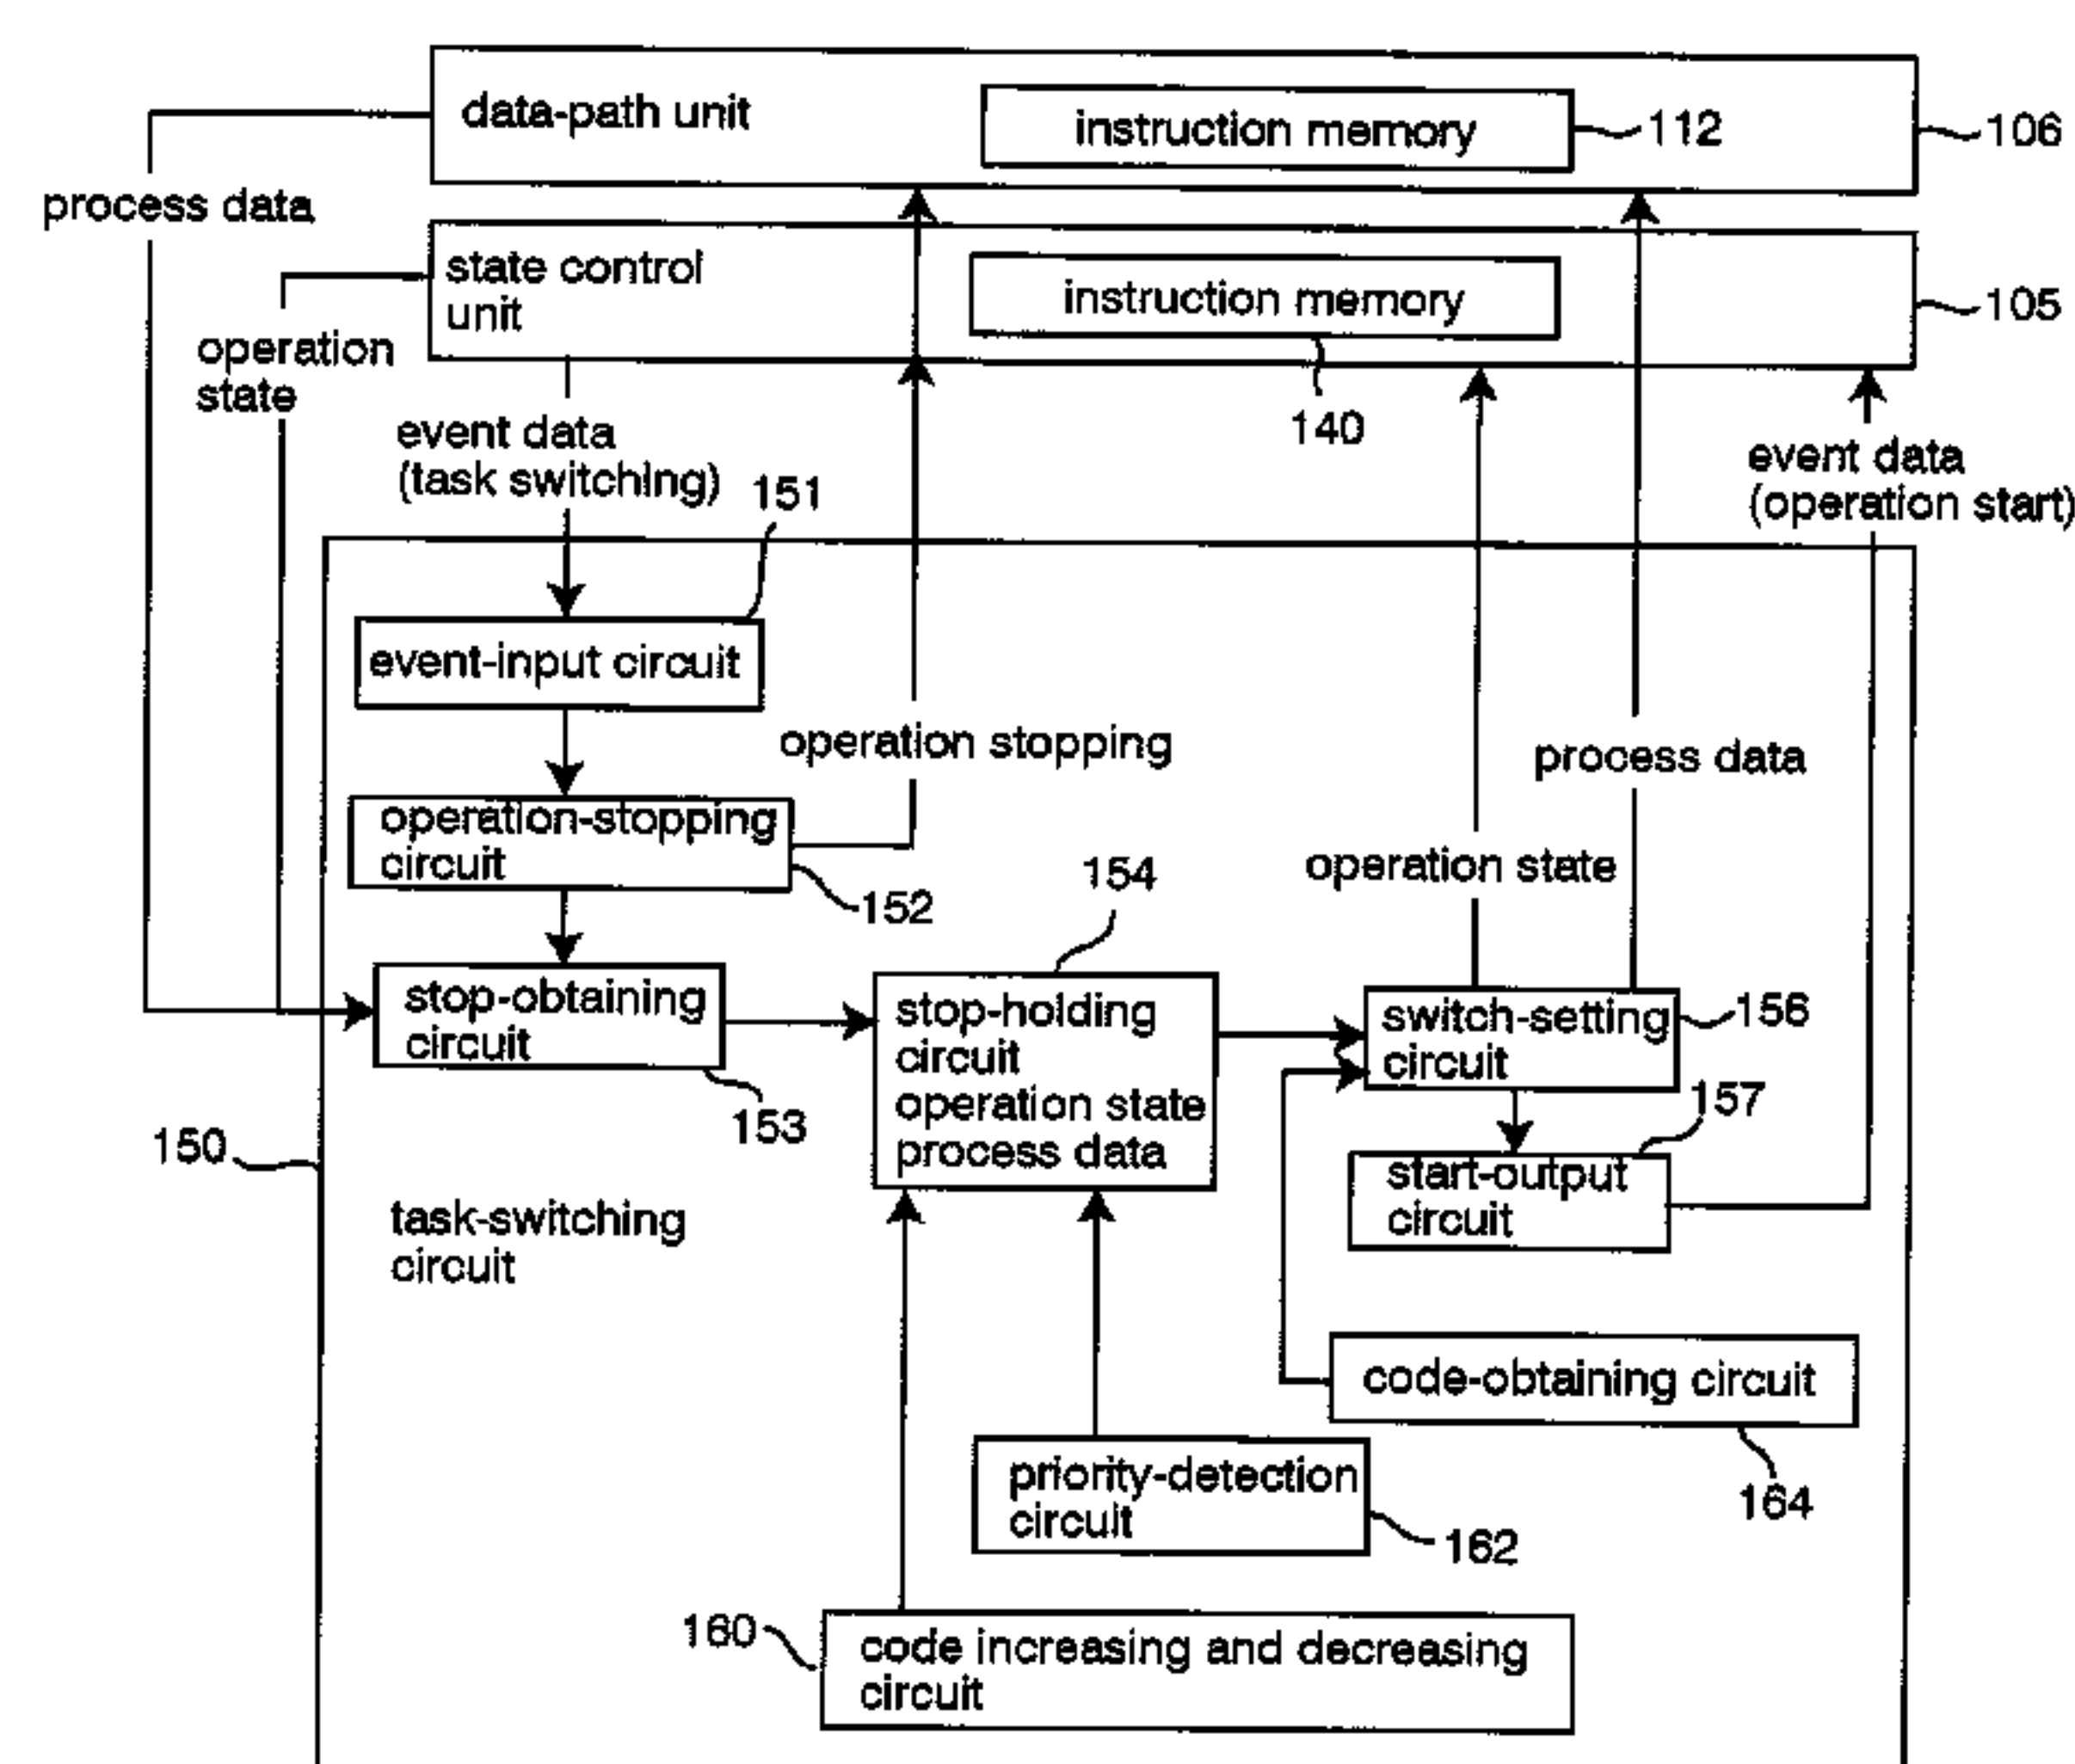 data-path unit
instruction memory
112
106
process data
state control
unit
instruction memory
105
operation
state
140
event data
(task switching)
151
event data
(operation start)
event-input circuit
operation stopping
process data
operation-stopping
circuit
152
operation state
154
stop-obtaining
circuit
153
stop-holding
circuit
operation state
process data
switch-setting
circuit
156
157
150
task-switching
circuit
start-output
circuit
code-obtaining circuit
164
priority-detection
circuit
162
160
code increasing and decreasing
circuit